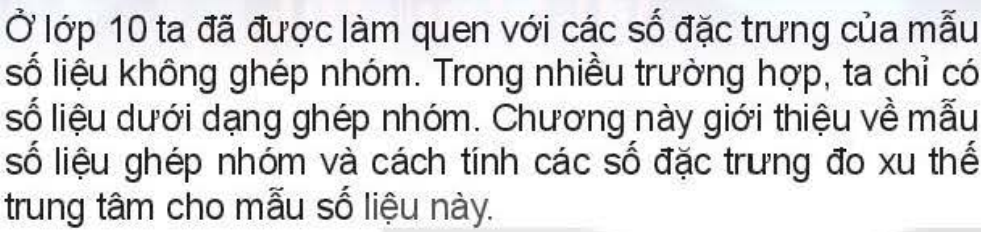 Ở lớp 10 ta đã được làm quen với các số đặc trưng của mẫu
số liệu không ghép nhóm. Trong nhiều trường hợp, ta chỉ có
số liệu dưới dạng ghép nhóm. Chương này giới thiệu về mẫu
số liệu ghép nhóm và cách tính các số đặc trưng đo xu thế
trung tâm cho mẫu số liệu này.